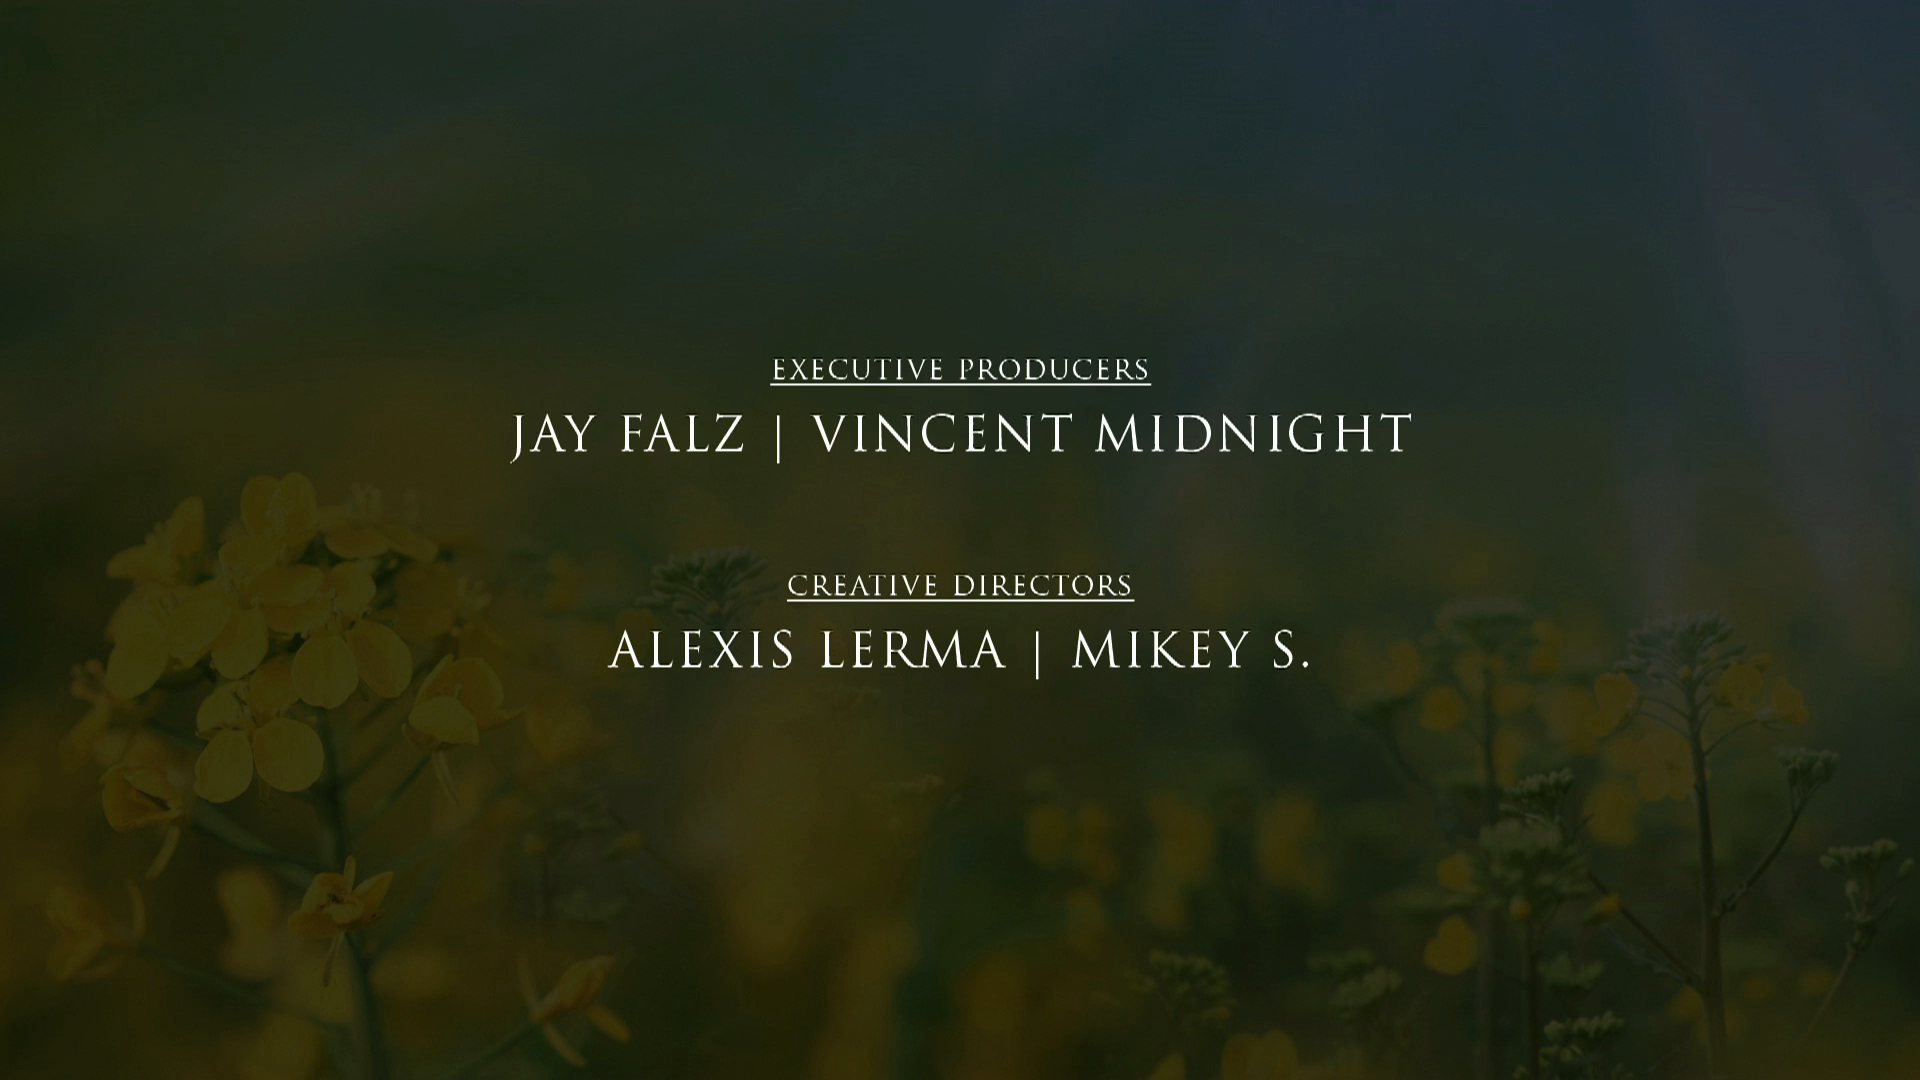 EXECUTIVE PRODUCERS
JAY FALZ | VINCENT MIDNIGHT
CREATIVE DIRECTORS
ALEXIS LERMA | MIKEY S.